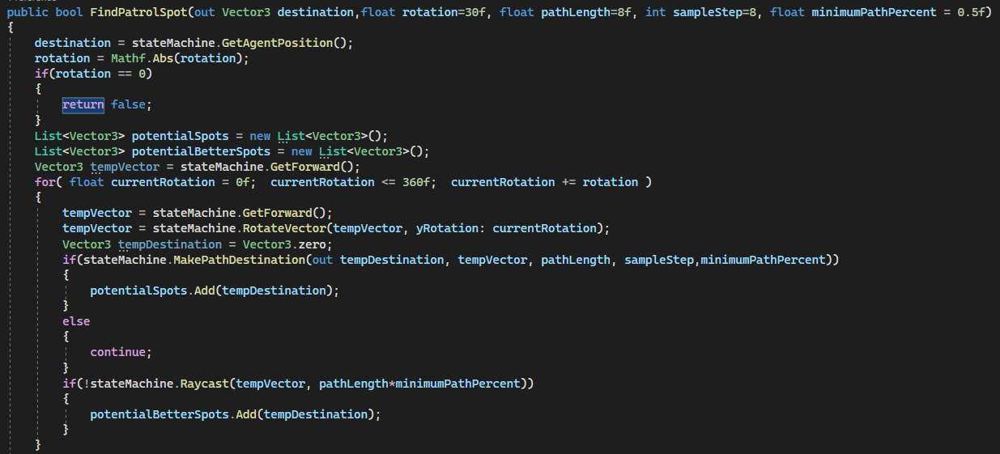 public bool FindPatrolSpot(out Vector3 destination,float rotation=30f, float pathLength=8f, int sampleStep=8, float minimumPathPercent = 0.5f)
{
    destination = stateMachine.GetAgentPosition();
    rotation = Mathf.Abs(rotation);
    if(rotation == 0)
    {
        return false;
    }
    List<Vector3> potentialSpots = new List<Vector3>();
    List<Vector3> potentialBetterSpots = new List<Vector3>();
    Vector3 tempVector = stateMachine.GetForward();
    for( float currentRotation = 0f;  currentRotation <= 360f;  currentRotation += rotation )
    {
        tempVector = stateMachine.GetForward();
        tempVector = stateMachine.RotateVector(tempVector, yRotation: currentRotation);
        Vector3 tempDestination = Vector3.zero;
        if(stateMachine.MakePathDestination(out tempDestination, tempVector, pathLength, sampleStep,minimumPathPercent))
        {
            potentialSpots.Add(tempDestination);
        }
        else
        {
            continue;
        }
        if(!stateMachine.Raycast(tempVector, pathLength*minimumPathPercent))
        {
            potentialBetterSpots.Add(tempDestination);
        }
    }